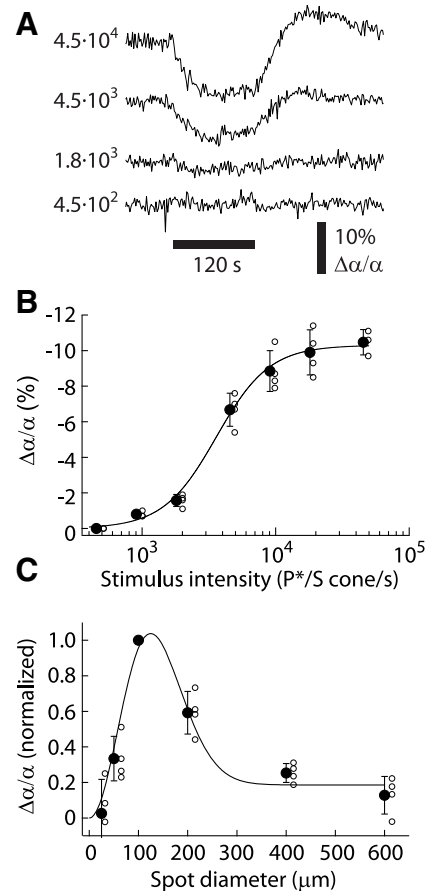 A
4.5·10⁴
4.5·10³
1.8·10³
4.5·10²
120 s
10%
Δα/α
B
Δα/α (%)
-12
-10
-8
-6
-4
-2
0
10³ 10⁴ 10⁵
Stimulus intensity (P*/S cone/s)
C
Δα/α (normalized)
1.0
0.8
0.6
0.4
0.2
0.0
0 100 200 300 400 500 600
Spot diameter (μm)